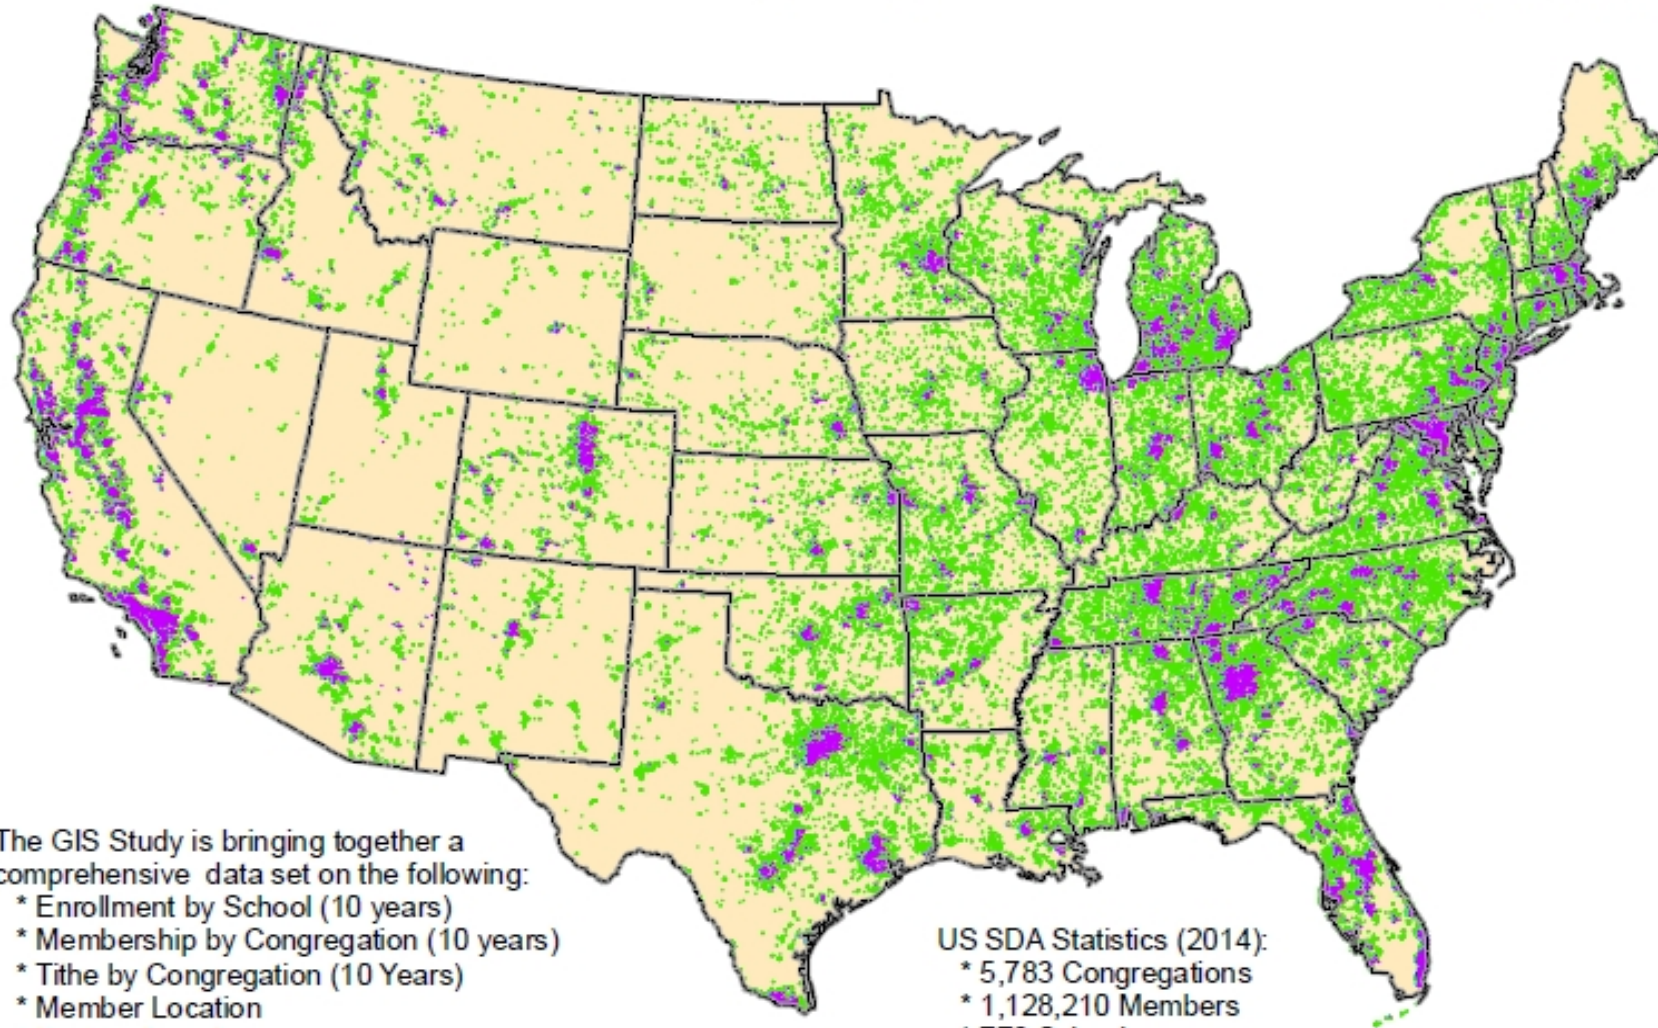 The GIS Study is bringing together a
comprehensive data set on the following:
* Enrollment by School (10 years)
* Membership by Congregation (10 years)
* Tithe by Congregation (10 Years)
* Member Location
US SDA Statistics (2014):
* 5,783 Congregations
* 1,128,210 Members